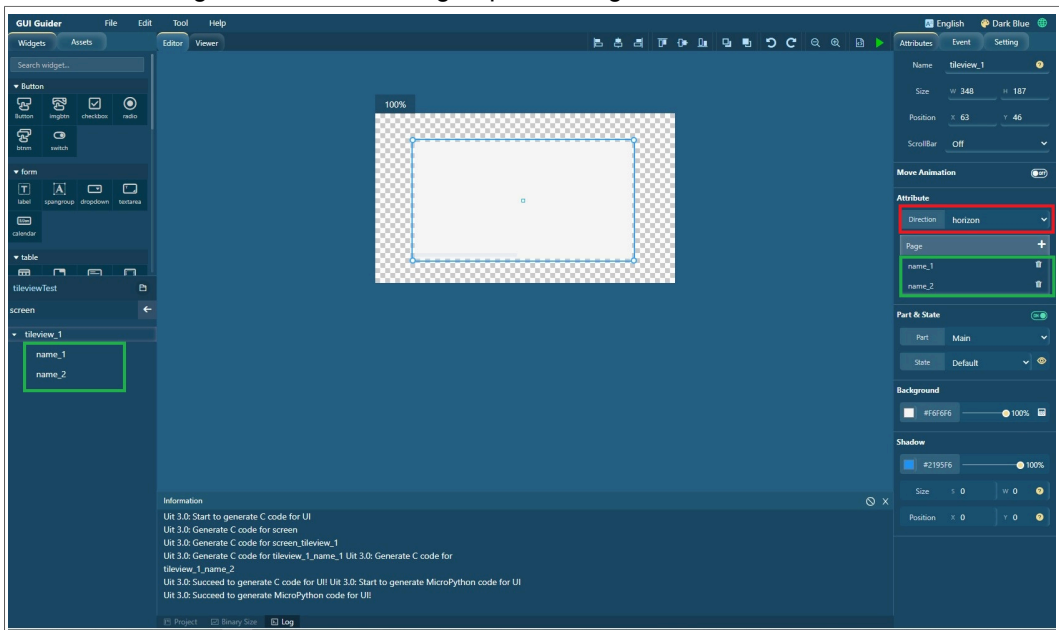 GUI Guider File Edit Tool Help English Dark Blue
Widgets Assets Editor Viewer Attributes Event Setting
Search widget...
Button
Button imgbtn checkbox radio
btnm switch
form
label spangroup dropdown textarea
calendar
table
tileviewTest
screen
tileview_1
name_1
name_2
100%
Name tileview_1
Size W 348 H 187
Position X 63 Y 46
ScrollBar Off
Move Animation OFF
Attribute
Direction horizon
Page +
name_1
name_2
Part & State ON
Part Main
State Default
Background
#F6F6F6 100%
Shadow
#2195F6 100%
Size S 0 W 0
Position X 0 Y 0
Information
Uit 3.0: Start to generate C code for UI
Uit 3.0: Generate C code for screen
Uit 3.0: Generate C code for screen_tileview_1
Uit 3.0: Generate C code for tileview_1_name_1 Uit 3.0: Generate C code for
tileview_1_name_2
Uit 3.0: Succeed to generate C code for UI! Uit 3.0: Start to generate MicroPython code for UI
Uit 3.0: Succeed to generate MicroPython code for UI!
Project Binary Size Log